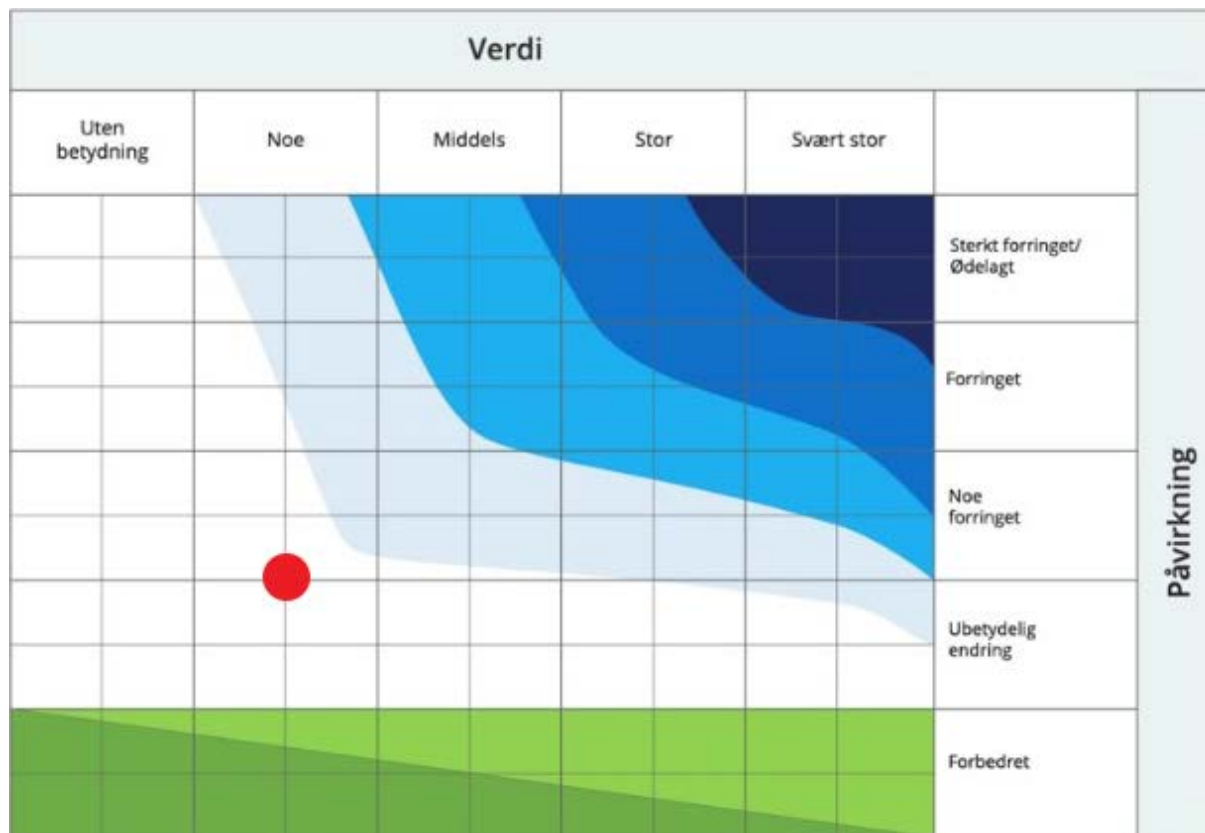 Verdi
Uten
betydning
Noe
Middels
Stor
Svært stor
Sterkt forringet/
Ødelagt
Forringet
Noe
forringet
Ubetydelig
endring
Forbedret
Påvirkning